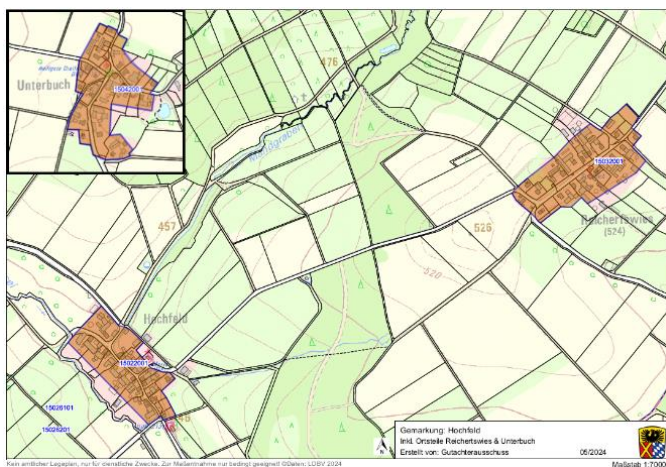 Unterbuch
15042001
476
Mandlgraben
15032001
Reichertswies
(524)
457
526
520
Hochfeld
15022001
15026101
15026201
Gemarkung: Hochfeld
Inkl. Ortsteile Reichertswies & Unterbuch
Erstellt von: Gutachterausschuss
05/2024
Kein amtlicher Lageplan, nur für dienstliche Zwecke. Zur Maßentnahme nur bedingt geeignet! ©Daten: LDBV 2024
Maßstab 1:7000